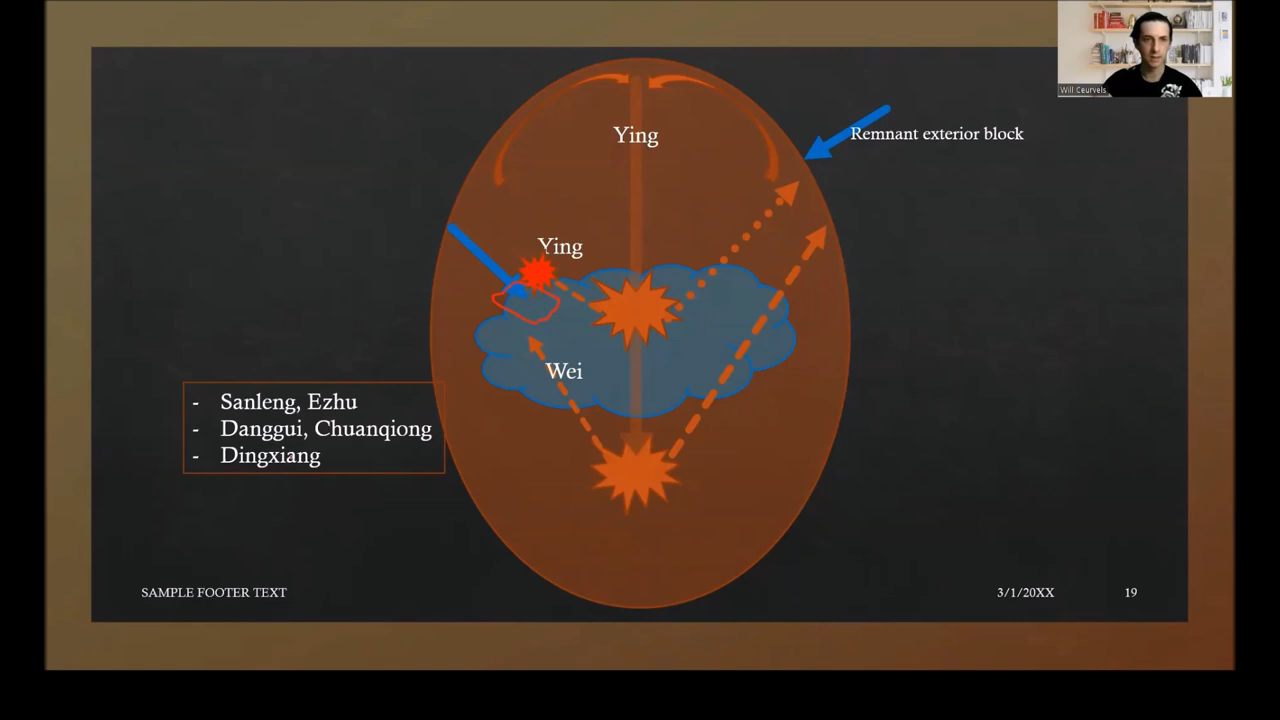 Will Ceurvels
Ying
Remnant exterior block
Ying
Wei
- Sanleng, Ezhu
- Danggui, Chuanqiong
- Dingxiang
SAMPLE FOOTER TEXT
3/1/20XX
19